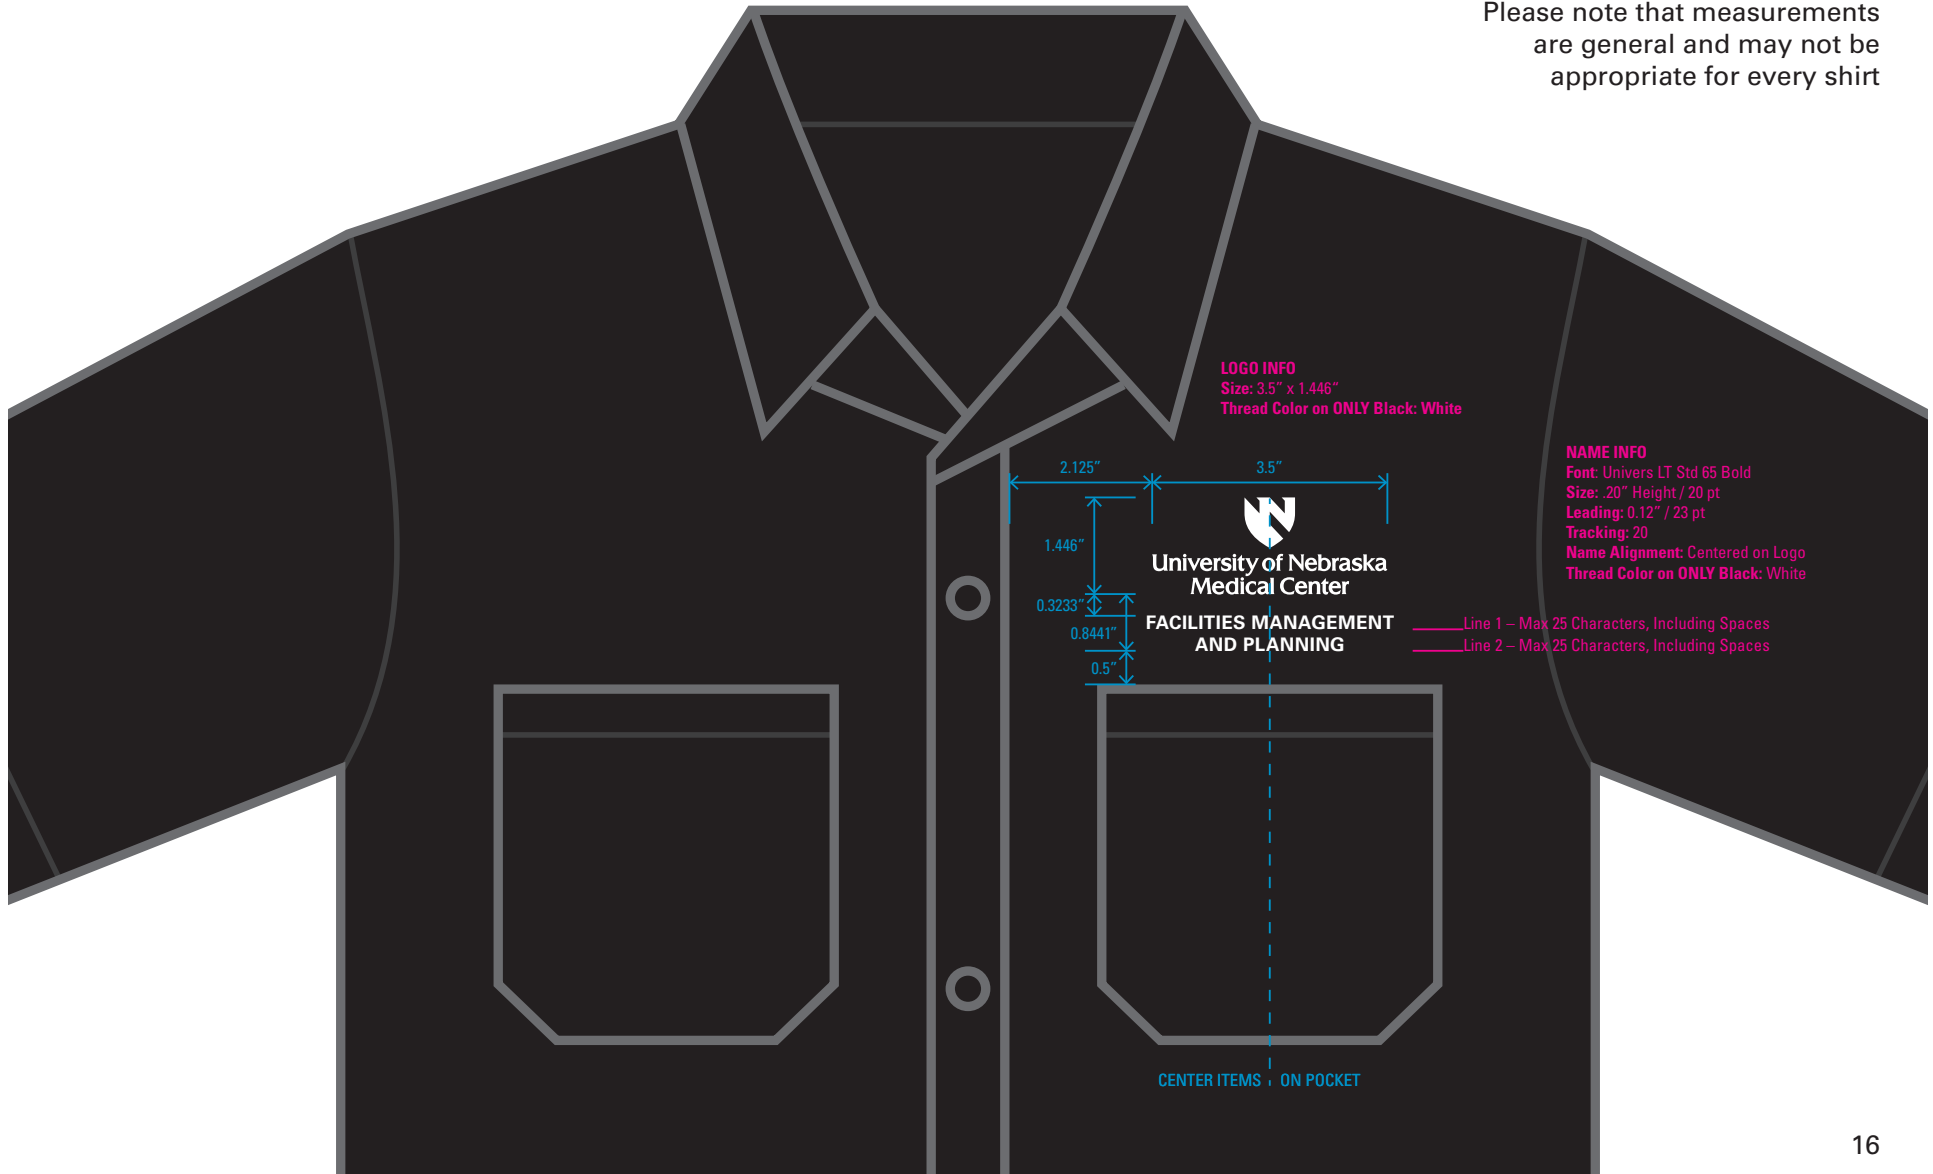 Please note that measurements
are general and may not be
appropriate for every shirt
LOGO INFO
Size: 3.5” x 1.446“
Thread Color on ONLY Black: White
NAME INFO
Font: Univers LT Std 65 Bold
Size: .20” Height / 20 pt
Leading: 0.12” / 23 pt
Tracking: 20
Name Alignment: Centered on Logo
Thread Color on ONLY Black: White
2.125”
3.5”
1.446”
University of Nebraska
Medical Center
0.3233”
FACILITIES MANAGEMENT
Line 1 – Max 25 Characters, Including Spaces
0.8441”
AND PLANNING
Line 2 – Max 25 Characters, Including Spaces
0.5”
CENTER ITEMS ON POCKET
16